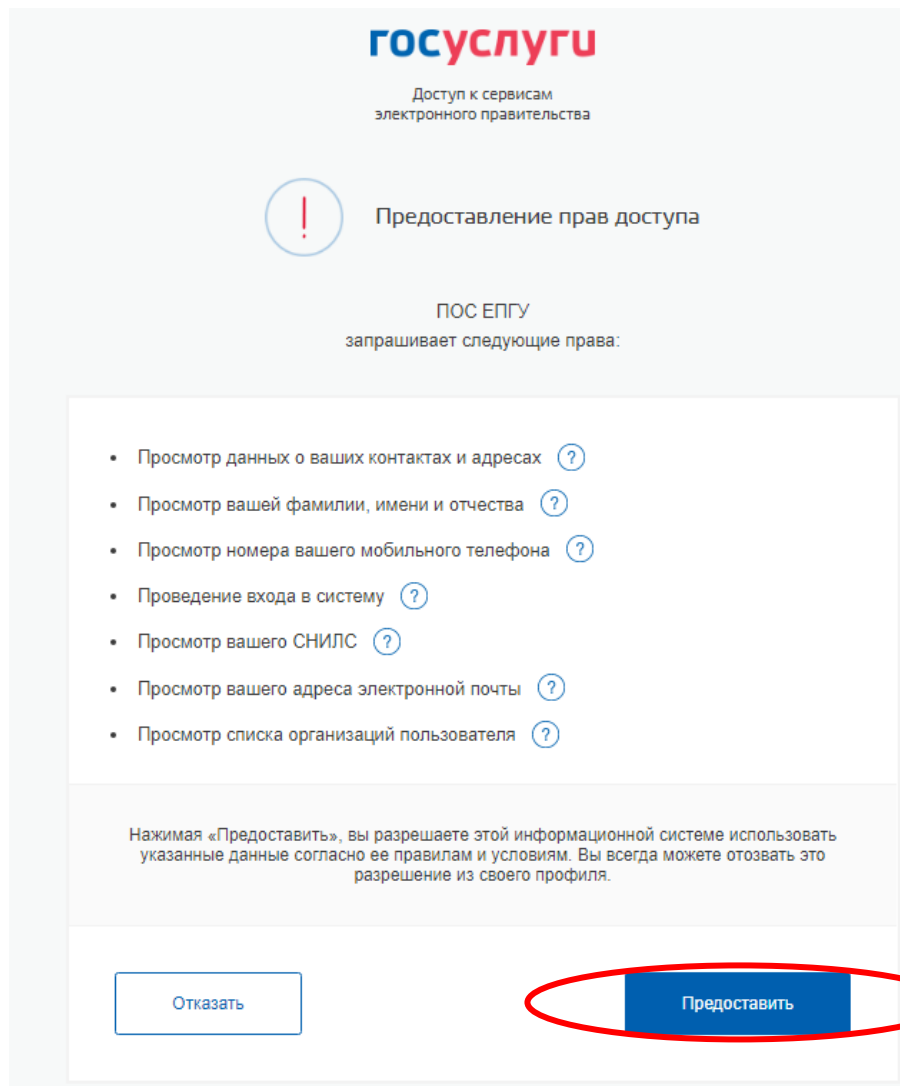 госуслуги
Доступ к сервисам
электронного правительства
!
Предоставление прав доступа
ПОС ЕПГУ
запрашивает следующие права:
• Просмотр данных о ваших контактах и адресах ?
• Просмотр вашей фамилии, имени и отчества ?
• Просмотр номера вашего мобильного телефона ?
• Проведение входа в систему ?
• Просмотр вашего СНИЛС ?
• Просмотр вашего адреса электронной почты ?
• Просмотр списка организаций пользователя ?
Нажимая «Предоставить», вы разрешаете этой информационной системе использовать
указанные данные согласно ее правилам и условиям. Вы всегда можете отозвать это
разрешение из своего профиля.
Отказать
Предоставить